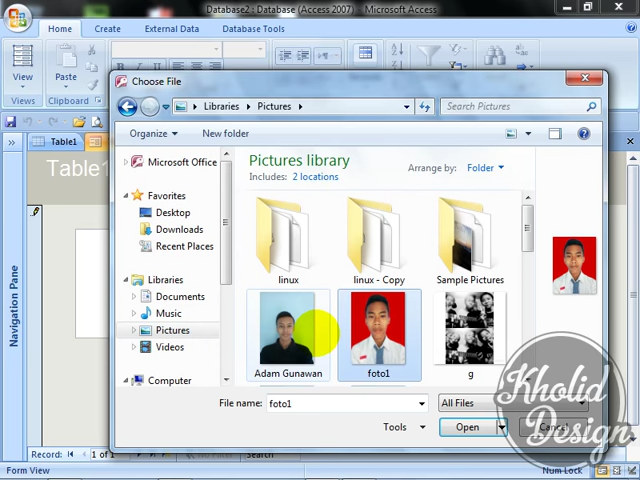 Database2 : Database (Access 2007) - Microsoft Access
Home Create External Data Database Tools
View Paste
Views Clipboard
Choose File
Libraries Pictures Search Pictures
Organize New folder
Table1
Table1
Microsoft Office
Favorites
Desktop
Downloads
Recent Places
Libraries
Documents
Music
Pictures
Videos
Computer
Pictures library
Includes: 2 locations
Arrange by: Folder
linux linux - Copy Sample Pictures
Adam Gunawan foto1 g
File name: foto1 All Files
Tools Open Cancel
Navigation Pane
Record: 1 of 1 Search
Form View Num Lock
Kholid
Design